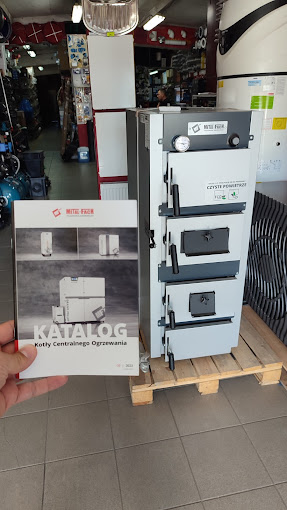 METAL-FACH
KATALOG
Kotły Centralnego Ogrzewania
METAL-FACH
CZYSTE POWIETRZE